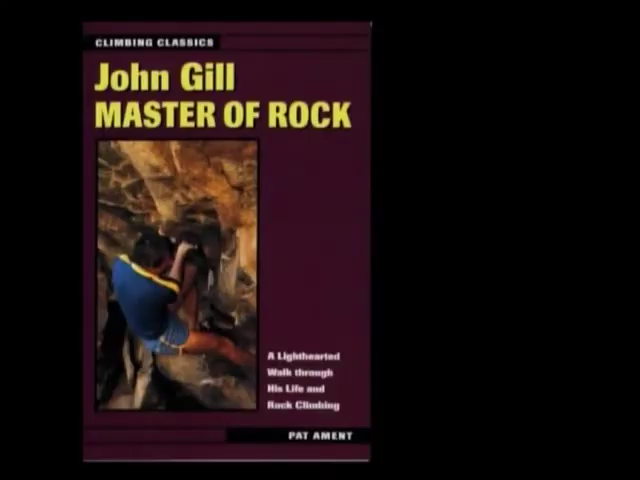 CLIMBING CLASSICS
John Gill
MASTER OF ROCK
A Lighthearted
Walk through
His Life and
Rock Climbing
PAT AMENT